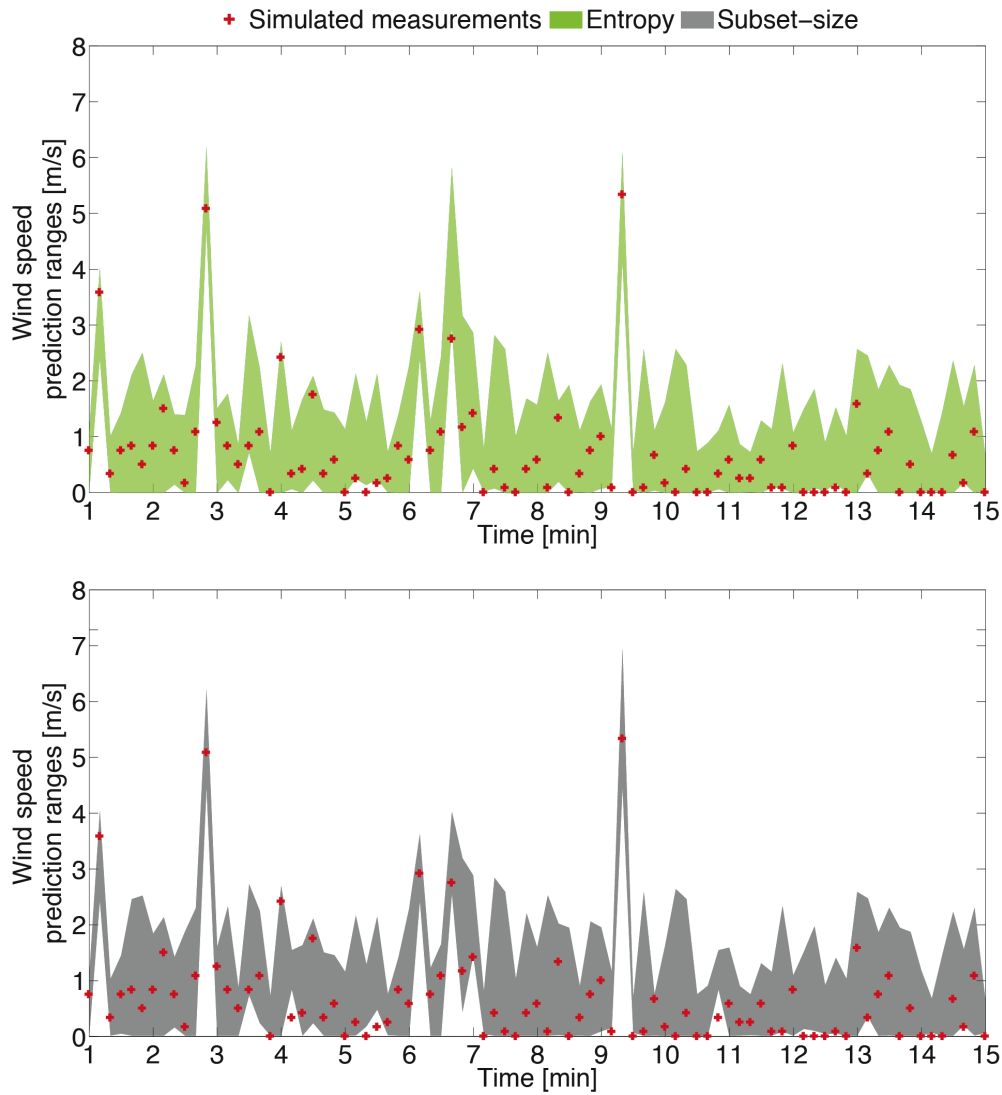 Simulated measurements Entropy Subset-size
8
7
6
5
4
3
2
1
0
Wind speed
prediction ranges [m/s]
1 2 3 4 5 6 7 8 9 10 11 12 13 14 15
Time [min]
8
7
6
5
4
3
2
1
0
Wind speed
prediction ranges [m/s]
1 2 3 4 5 6 7 8 9 10 11 12 13 14 15
Time [min]